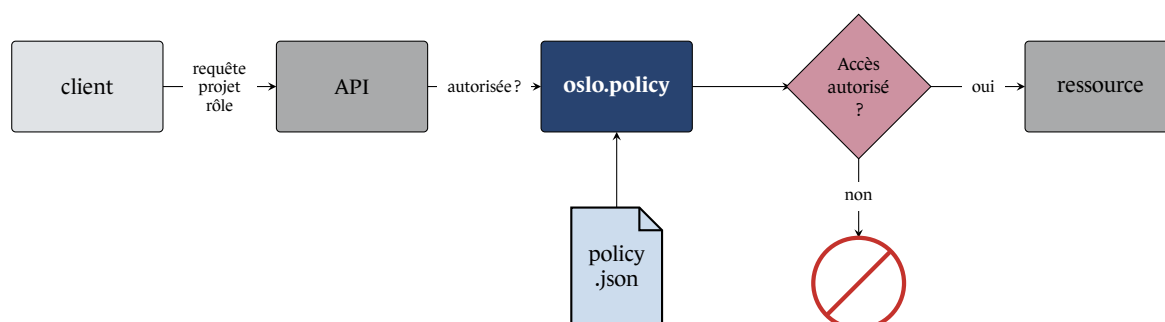 client
requête
projet
rôle
API
autorisée ?
oslo.policy
Accès
autorisé
?
oui
ressource
non
policy
.json